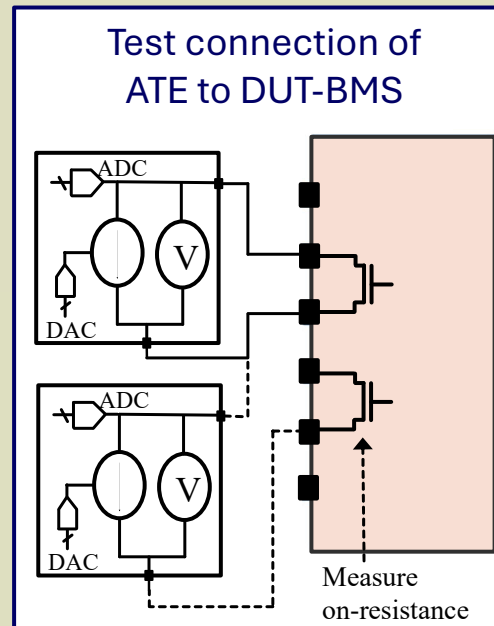 Test connection of
ATE to DUT-BMS
ADC
V
DAC
ADC
V
DAC
Measure
on-resistance